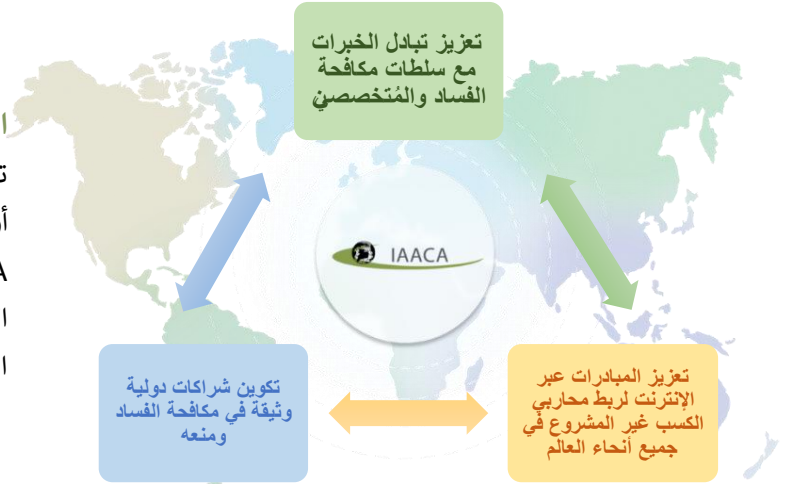 تعزيز تبادل الخبرات
مع سلطات مكافحة
الفساد والمُتخصصين
IAACA
تكوين شراكات دولية
وثيقة في مكافحة الفساد
ومنعه
تعزيز المبادرات عبر
الإنترنت لربط محاربي
الكسب غير المشروع في
جميع أنحاء العالم